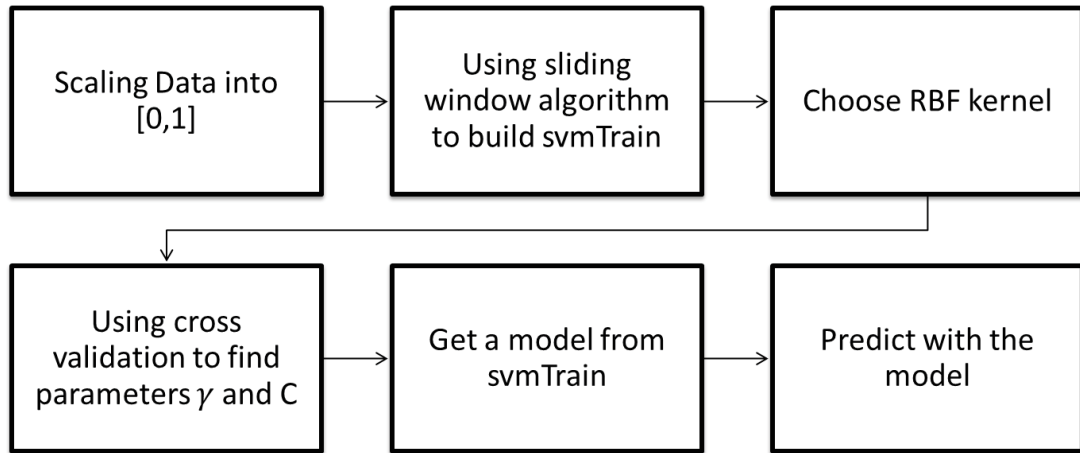 Scaling Data into
[0,1]
Using sliding
window algorithm
to build svmTrain
Choose RBF kernel
Using cross
validation to find
parameters γ and C
Get a model from
svmTrain
Predict with the
model